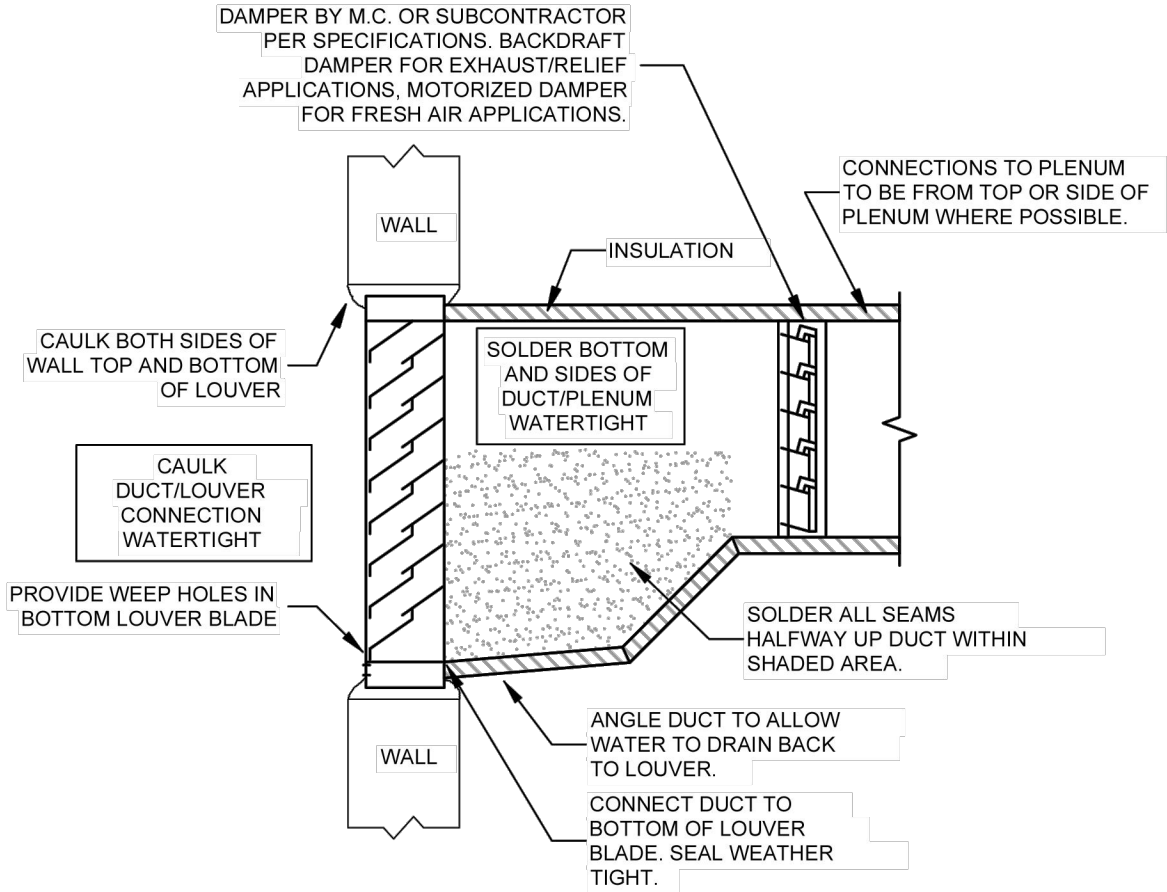 DAMPER BY M.C. OR SUBCONTRACTOR
PER SPECIFICATIONS. BACKDRAFT
DAMPER FOR EXHAUST/RELIEF
APPLICATIONS, MOTORIZED DAMPER
FOR FRESH AIR APPLICATIONS.
CONNECTIONS TO PLENUM
TO BE FROM TOP OR SIDE OF
PLENUM WHERE POSSIBLE.
WALL
INSULATION
CAULK BOTH SIDES OF
WALL TOP AND BOTTOM
OF LOUVER
SOLDER BOTTOM
AND SIDES OF
DUCT/PLENUM
WATERTIGHT
CAULK
DUCT/LOUVER
CONNECTION
WATERTIGHT
PROVIDE WEEP HOLES IN
BOTTOM LOUVER BLADE
SOLDER ALL SEAMS
HALFWAY UP DUCT WITHIN
SHADED AREA.
ANGLE DUCT TO ALLOW
WATER TO DRAIN BACK
TO LOUVER.
WALL
CONNECT DUCT TO
BOTTOM OF LOUVER
BLADE. SEAL WEATHER
TIGHT.